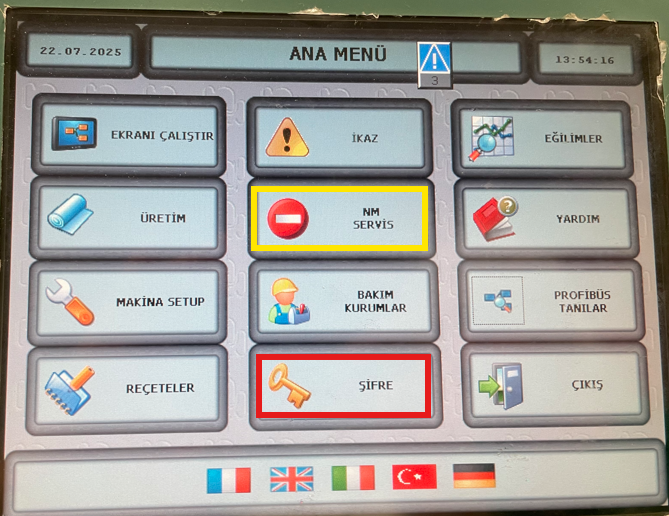 22.07.2025
ANA MENÜ
3
13:54:16
EKRANI ÇALIŞTIR
İKAZ
EĞİLİMLER
ÜRETİM
NM
SERVİS
YARDIM
MAKİNA SETUP
BAKIM
KURUMLAR
PROFİBÜS
TANILAR
REÇETELER
ŞİFRE
ÇIKIŞ